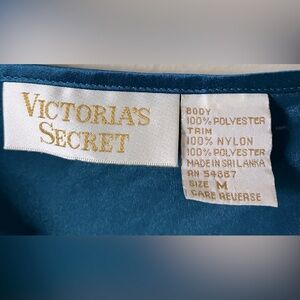 VICTORIA'S
SECRET
BODY
100% POLYESTER
TRIM
100% NYLON
100% POLYESTER
MADE IN SRI LANKA
RN 54867
SIZE M
CARE REVERSE